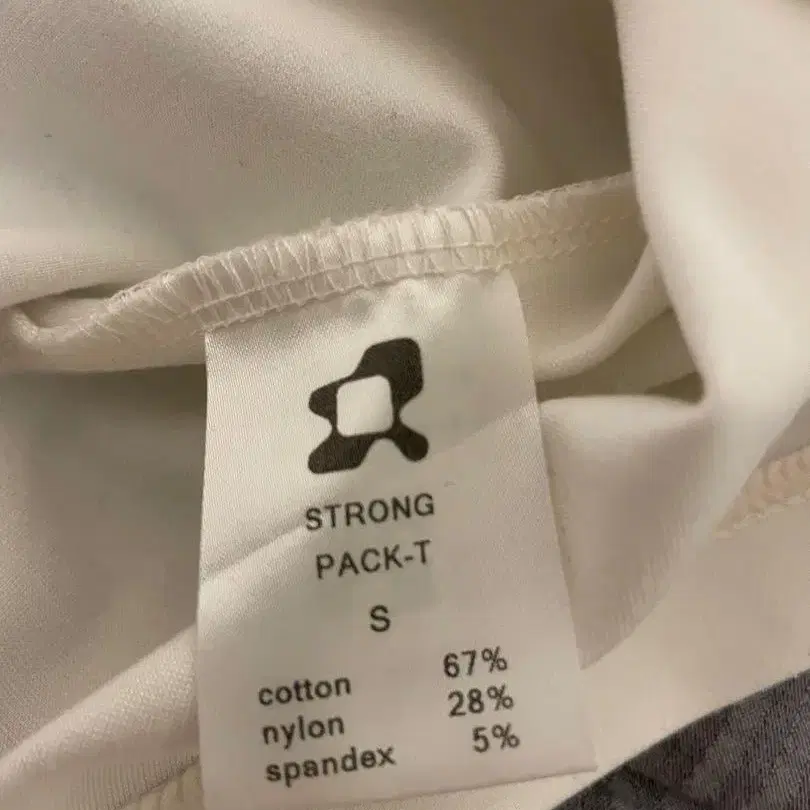 STRONG
PACK-T
S
cotton 67%
nylon 28%
spandex 5%